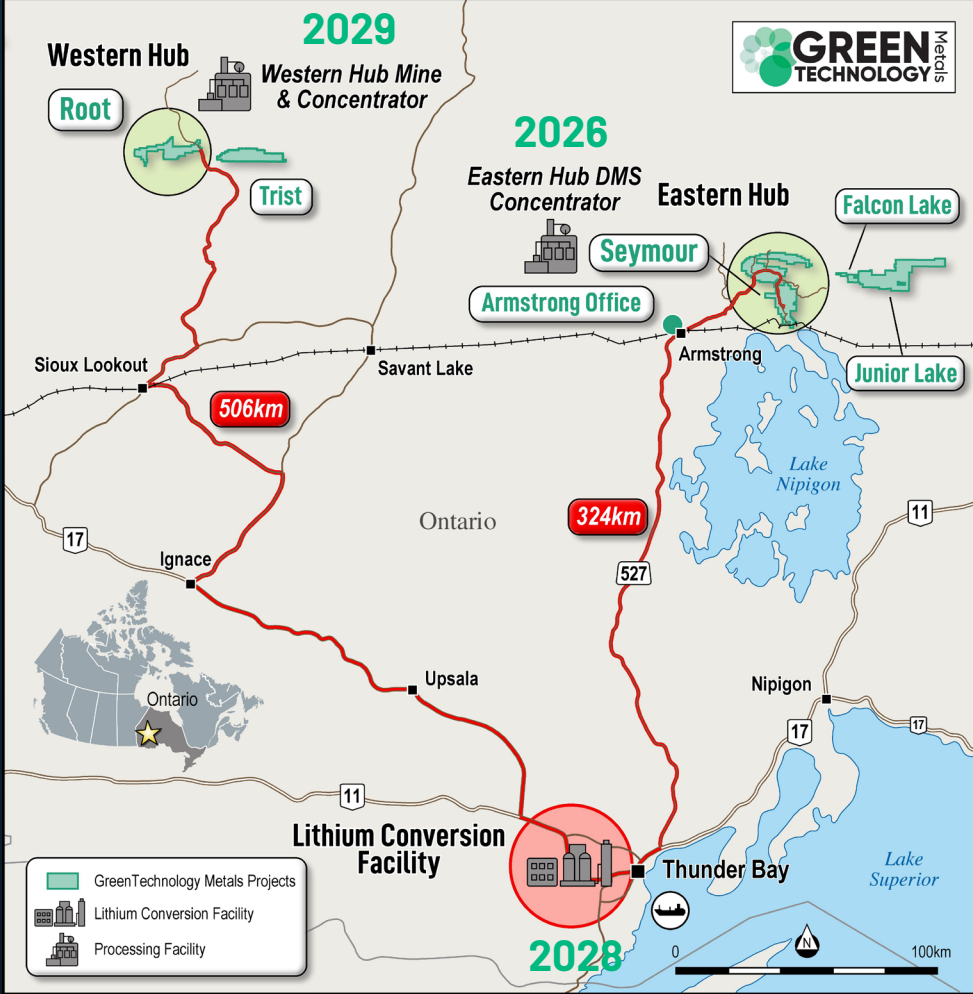 2029
Western Hub
Western Hub Mine
& Concentrator
GREEN
TECHNOLOGY
Metals
Root
Trist
2026
Eastern Hub DMS
Concentrator
Eastern Hub
Falcon Lake
Seymour
Armstrong Office
Armstrong
Junior Lake
Sioux Lookout
Savant Lake
506km
Lake
Nipigon
324km
Ontario
11
17
Ignace
527
Ontario
Upsala
Nipigon
17
17
11
Lithium Conversion
Facility
Thunder Bay
Lake
Superior
GreenTechnology Metals Projects
Lithium Conversion Facility
Processing Facility
2028
N
0
100km